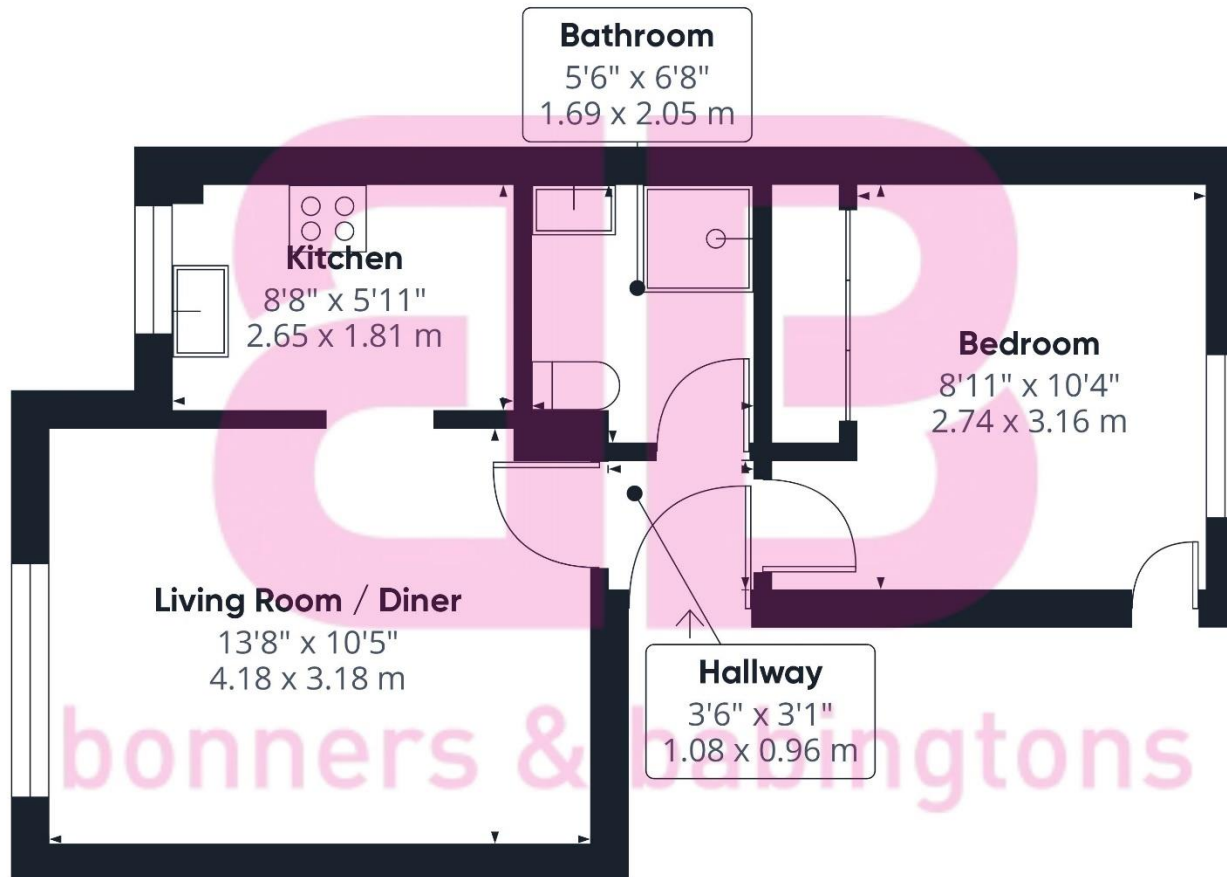 Bathroom
5'6" x 6'8"
1.69 x 2.05 m
Kitchen
8'8" x 5'11"
2.65 x 1.81 m
Bedroom
8'11" x 10'4"
2.74 x 3.16 m
Living Room / Diner
13'8" x 10'5"
4.18 x 3.18 m
Hallway
3'6" x 3'1"
1.08 x 0.96 m
bonners & babingtons